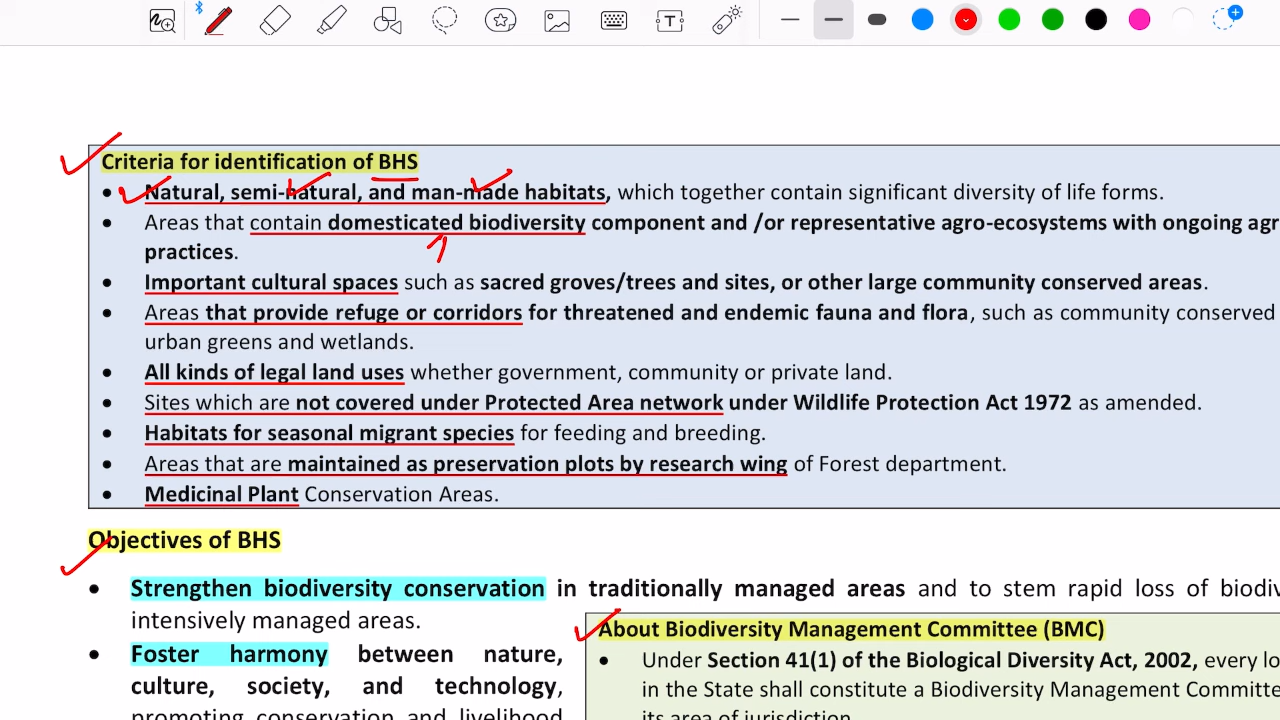 T
Criteria for identification of BHS
• Natural, semi-natural, and man-made habitats, which together contain significant diversity of life forms.
• Areas that contain domesticated biodiversity component and /or representative agro-ecosystems with ongoing agr
practices.
• Important cultural spaces such as sacred groves/trees and sites, or other large community conserved areas.
• Areas that provide refuge or corridors for threatened and endemic fauna and flora, such as community conserved
urban greens and wetlands.
• All kinds of legal land uses whether government, community or private land.
• Sites which are not covered under Protected Area network under Wildlife Protection Act 1972 as amended.
• Habitats for seasonal migrant species for feeding and breeding.
• Areas that are maintained as preservation plots by research wing of Forest department.
• Medicinal Plant Conservation Areas.
Objectives of BHS
• Strengthen biodiversity conservation in traditionally managed areas and to stem rapid loss of biodiv
intensively managed areas.
• Foster harmony between nature,
culture, society, and technology,
promoting conservation and livelihood
About Biodiversity Management Committee (BMC)
• Under Section 41(1) of the Biological Diversity Act, 2002, every lo
in the State shall constitute a Biodiversity Management Committe
its area of jurisdiction.